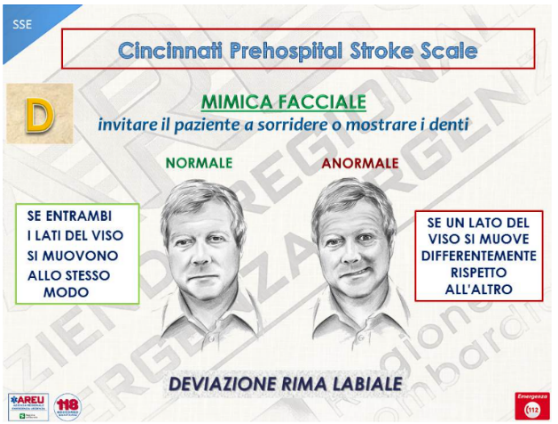 SSE
Cincinnati Prehospital Stroke Scale
D
MIMICA FACCIALE
invitare il paziente a sorridere o mostrare i denti
NORMALE
ANORMALE
SE ENTRAMBI
I LATI DEL VISO
SI MUOVONO
ALLO STESSO
MODO
SE UN LATO DEL
VISO SI MUOVE
DIFFERENTEMENTE
RISPETTO
ALL'ALTRO
DEVIAZIONE RIMA LABIALE
AREU
118
Emergenza
112